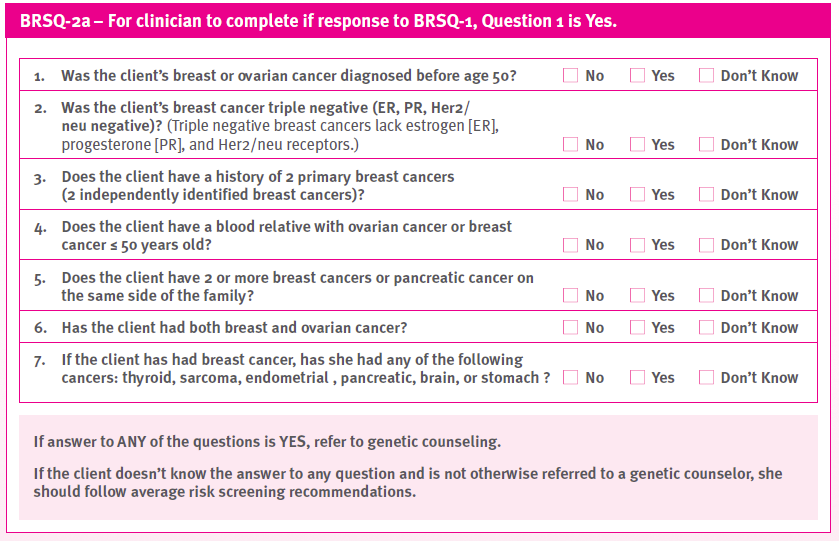 BRSQ-2a – For clinician to complete if response to BRSQ-1, Question 1 is Yes.
1. Was the client's breast or ovarian cancer diagnosed before age 50? No Yes Don't Know
2. Was the client's breast cancer triple negative (ER, PR, Her2/
neu negative)? (Triple negative breast cancers lack estrogen [ER],
progesterone [PR], and Her2/neu receptors.) No Yes Don't Know
3. Does the client have a history of 2 primary breast cancers
(2 independently identified breast cancers)? No Yes Don't Know
4. Does the client have a blood relative with ovarian cancer or breast
cancer ≤ 50 years old? No Yes Don't Know
5. Does the client have 2 or more breast cancers or pancreatic cancer on
the same side of the family? No Yes Don't Know
6. Has the client had both breast and ovarian cancer? No Yes Don't Know
7. If the client has had breast cancer, has she had any of the following
cancers: thyroid, sarcoma, endometrial , pancreatic, brain, or stomach ? No Yes Don't Know
If answer to ANY of the questions is YES, refer to genetic counseling.
If the client doesn't know the answer to any question and is not otherwise referred to a genetic counselor, she
should follow average risk screening recommendations.